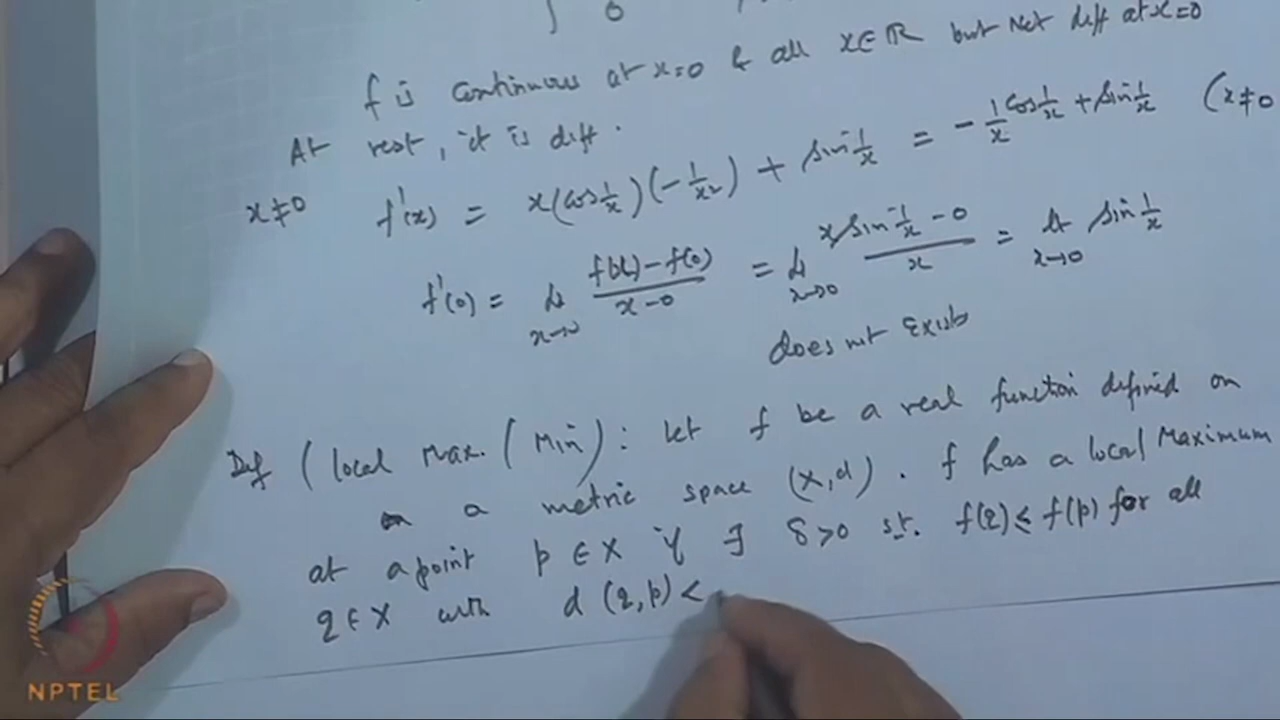 0
f is continuous at x=0 & all x∈ℝ but Not diff at x=0
At rest, it is diff.
x≠0 f'(x) = x(cos 1/x)(-1/x2) + sin 1/x = -1/x cos 1/x + sin 1/x (x≠0
f'(0) = lt x→0 f(x)-f(0)/x-0 = lt x→0 x sin 1/x - 0/x = lt x→0 sin 1/x
does not exist
Def (local Max./Min): Let f be a real function defined on
a metric space (X,d). f has a local Maximum
at a point p∈X if ∃ δ>0 s.t. f(q)≤f(p) for all
q∈X with d(q,p)<
NPTEL